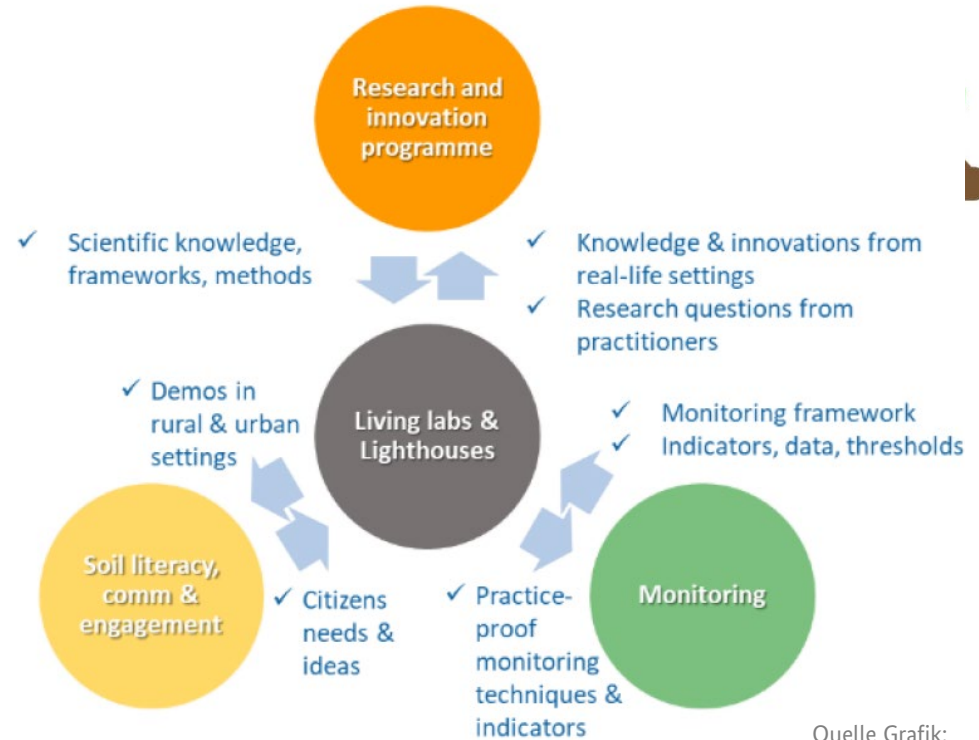 Research and
innovation
programme
✓ Scientific knowledge,
frameworks, methods
✓ Knowledge & innovations from
real-life settings
✓ Research questions from
practitioners
✓ Demos in
rural & urban
settings
Living labs &
Lighthouses
✓ Monitoring framework
✓ Indicators, data, thresholds
Soil literacy,
comm &
engagement
✓ Citizens
needs &
ideas
✓ Practice-
proof
monitoring
techniques &
indicators
Monitoring
Quelle Grafik: